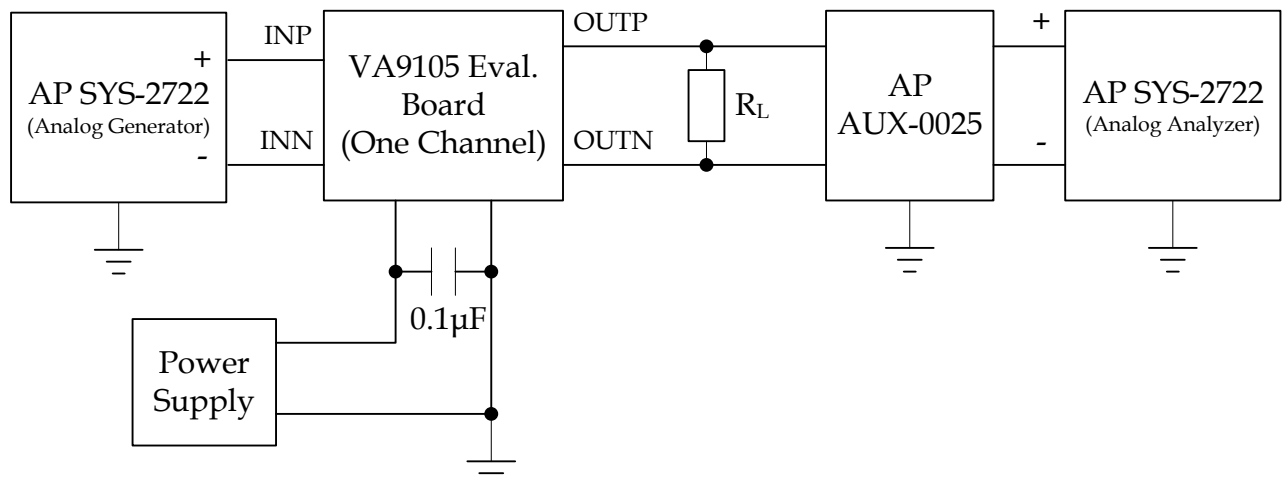 AP SYS-2722
(Analog Generator)
+
-
INP
INN
VA9105 Eval.
Board
(One Channel)
OUTP
OUTN
R_L
AP
AUX-0025
+
-
AP SYS-2722
(Analog Analyzer)
0.1µF
Power
Supply